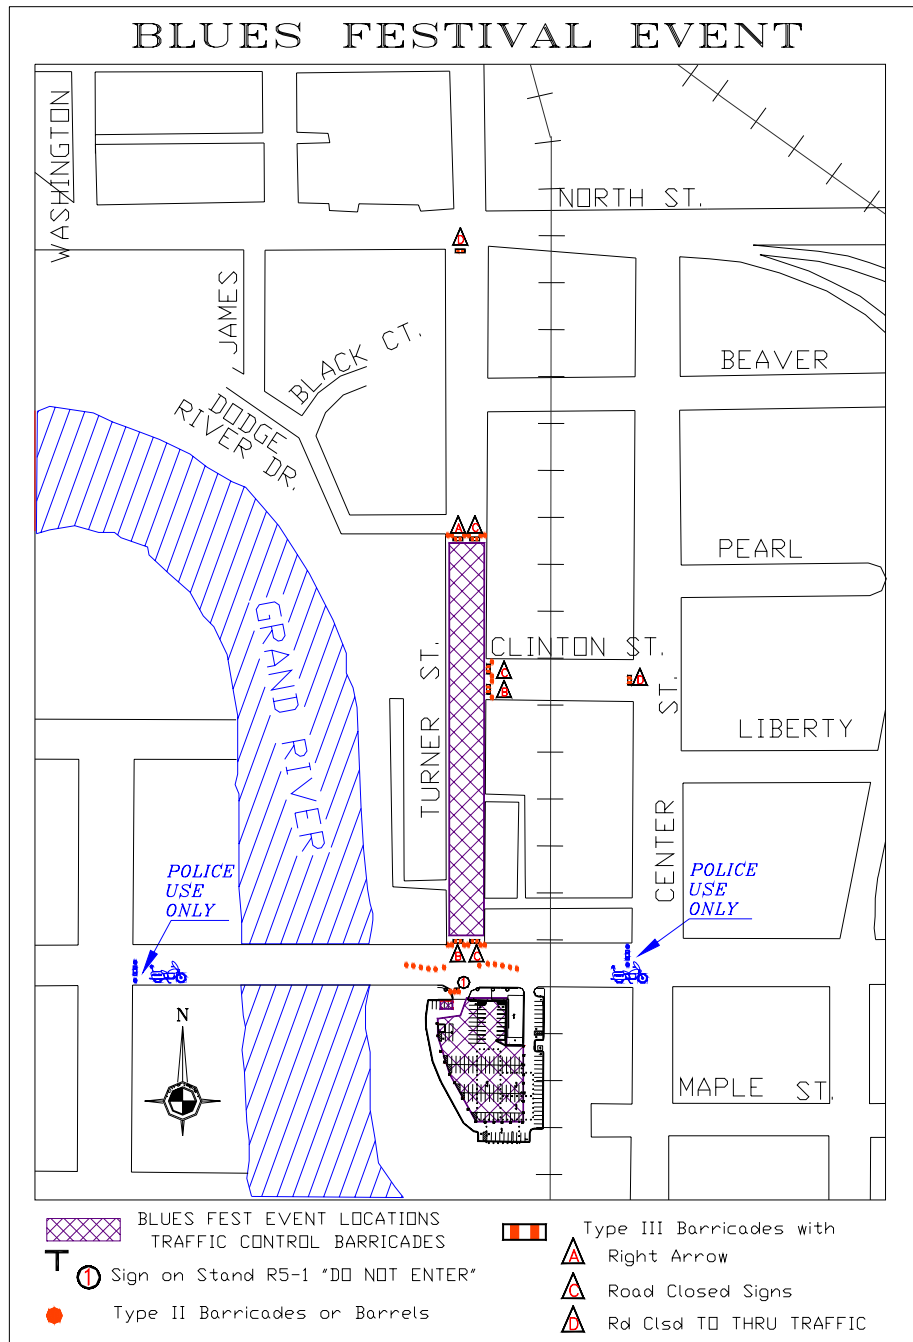 BLUES FESTIVAL EVENT
WASHINGTON
NORTH ST.
D
JAMES
BLACK CT.
BEAVER
DODGE
RIVER DR.
A C
PEARL
GRAND RIVER
TURNER ST.
CLINTON ST.
C
B
D
CENTER ST.
LIBERTY
POLICE
USE
ONLY
POLICE
USE
ONLY
B C
1
N
MAPLE ST.
BLUES FEST EVENT LOCATIONS
TRAFFIC CONTROL BARRICADES
1 Sign on Stand R5-1 "DO NOT ENTER"
Type II Barricades or Barrels
Type III Barricades with
A Right Arrow
C Road Closed Signs
D Rd Clsd TO THRU TRAFFIC